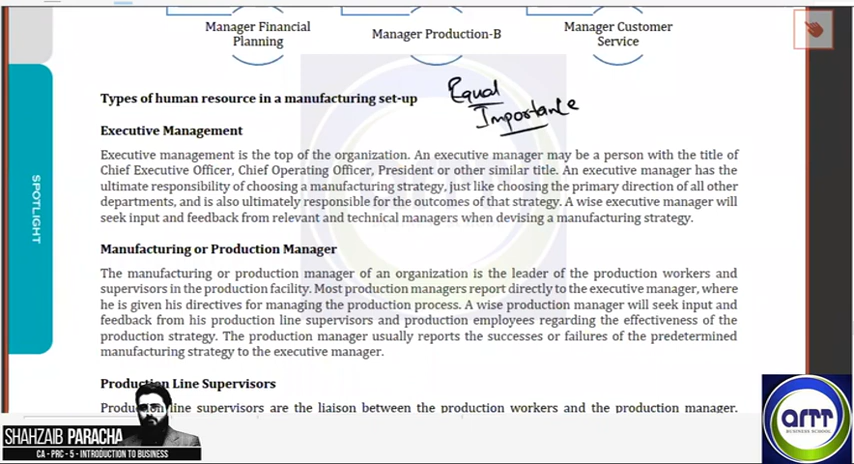 Manager Financial
Planning
Manager Production-B
Manager Customer
Service
Types of human resource in a manufacturing set-up
Equal
Importance
Executive Management
Executive management is the top of the organization. An executive manager may be a person with the title of
Chief Executive Officer, Chief Operating Officer, President or other similar title. An executive manager has the
ultimate responsibility of choosing a manufacturing strategy, just like choosing the primary direction of all other
departments, and is also ultimately responsible for the outcomes of that strategy. A wise executive manager will
seek input and feedback from relevant and technical managers when devising a manufacturing strategy.
SPOTLIGHT
Manufacturing or Production Manager
The manufacturing or production manager of an organization is the leader of the production workers and
supervisors in the production facility. Most production managers report directly to the executive manager, where
he is given his directives for managing the production process. A wise production manager will seek input and
feedback from his production line supervisors and production employees regarding the effectiveness of the
production strategy. The production manager usually reports the successes or failures of the predetermined
manufacturing strategy to the executive manager.
Production Line Supervisors
Production line supervisors are the liaison between the production workers and the production manager.
SHAHZAIB PARACHA
CA - PRC - 5 - INTRODUCTION TO BUSINESS
BUSINESS SCHOOL